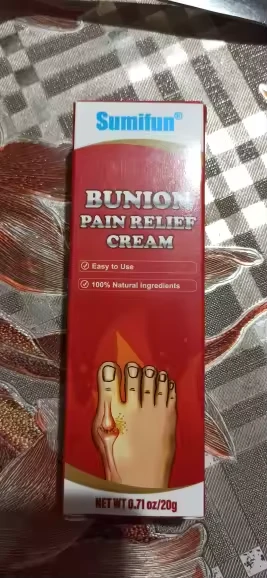 Sumifun®
BUNION
PAIN RELIEF
CREAM
Easy to Use
100% Natural Ingredients
NET WT 0.71 oz/20g